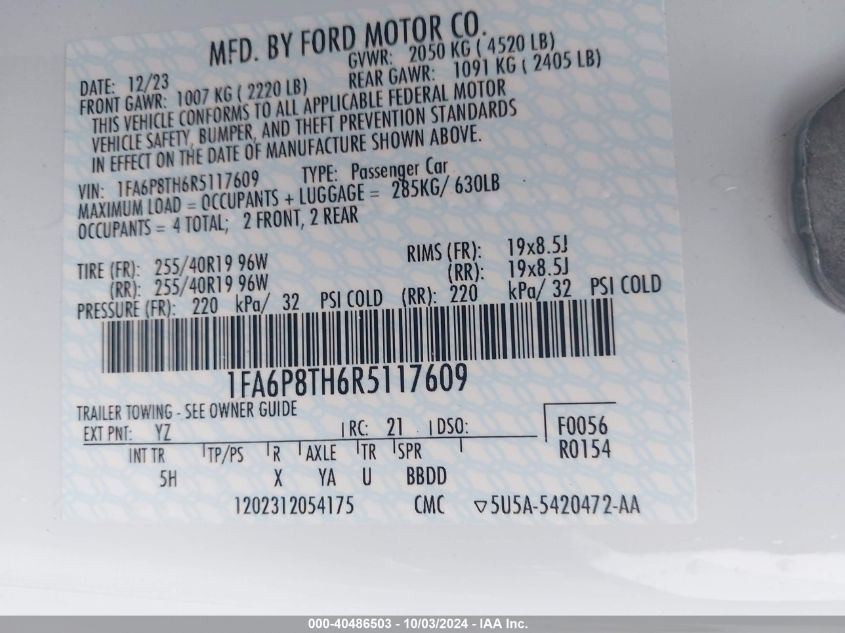 MFD. BY FORD MOTOR CO.
DATE: 12/23 GVWR: 2050 KG ( 4520 LB)
FRONT GAWR: 1007 KG ( 2220 LB) REAR GAWR: 1091 KG ( 2405 LB)
THIS VEHICLE CONFORMS TO ALL APPLICABLE FEDERAL MOTOR
VEHICLE SAFETY, BUMPER, AND THEFT PREVENTION STANDARDS
IN EFFECT ON THE DATE OF MANUFACTURE SHOWN ABOVE.
VIN: 1FA6P8TH6R5117609 TYPE: Passenger Car
MAXIMUM LOAD = OCCUPANTS + LUGGAGE = 285KG/ 630LB
OCCUPANTS = 4 TOTAL; 2 FRONT, 2 REAR
TIRE (FR): 255/40R19 96W RIMS (FR): 19x8.5J
(RR): 255/40R19 96W (RR): 19x8.5J
PRESSURE (FR): 220 kPa/ 32 PSI COLD (RR): 220 kPa/ 32 PSI COLD
1FA6P8TH6R5117609
TRAILER TOWING - SEE OWNER GUIDE
EXT PNT: YZ RC: 21 DSO: F0056
INT TR TP/PS R AXLE TR SPR R0154
5H X YA U BBDD
1202312054175 CMC ▽5U5A-5420472-AA
000-40486503 - 10/03/2024 - IAA Inc.